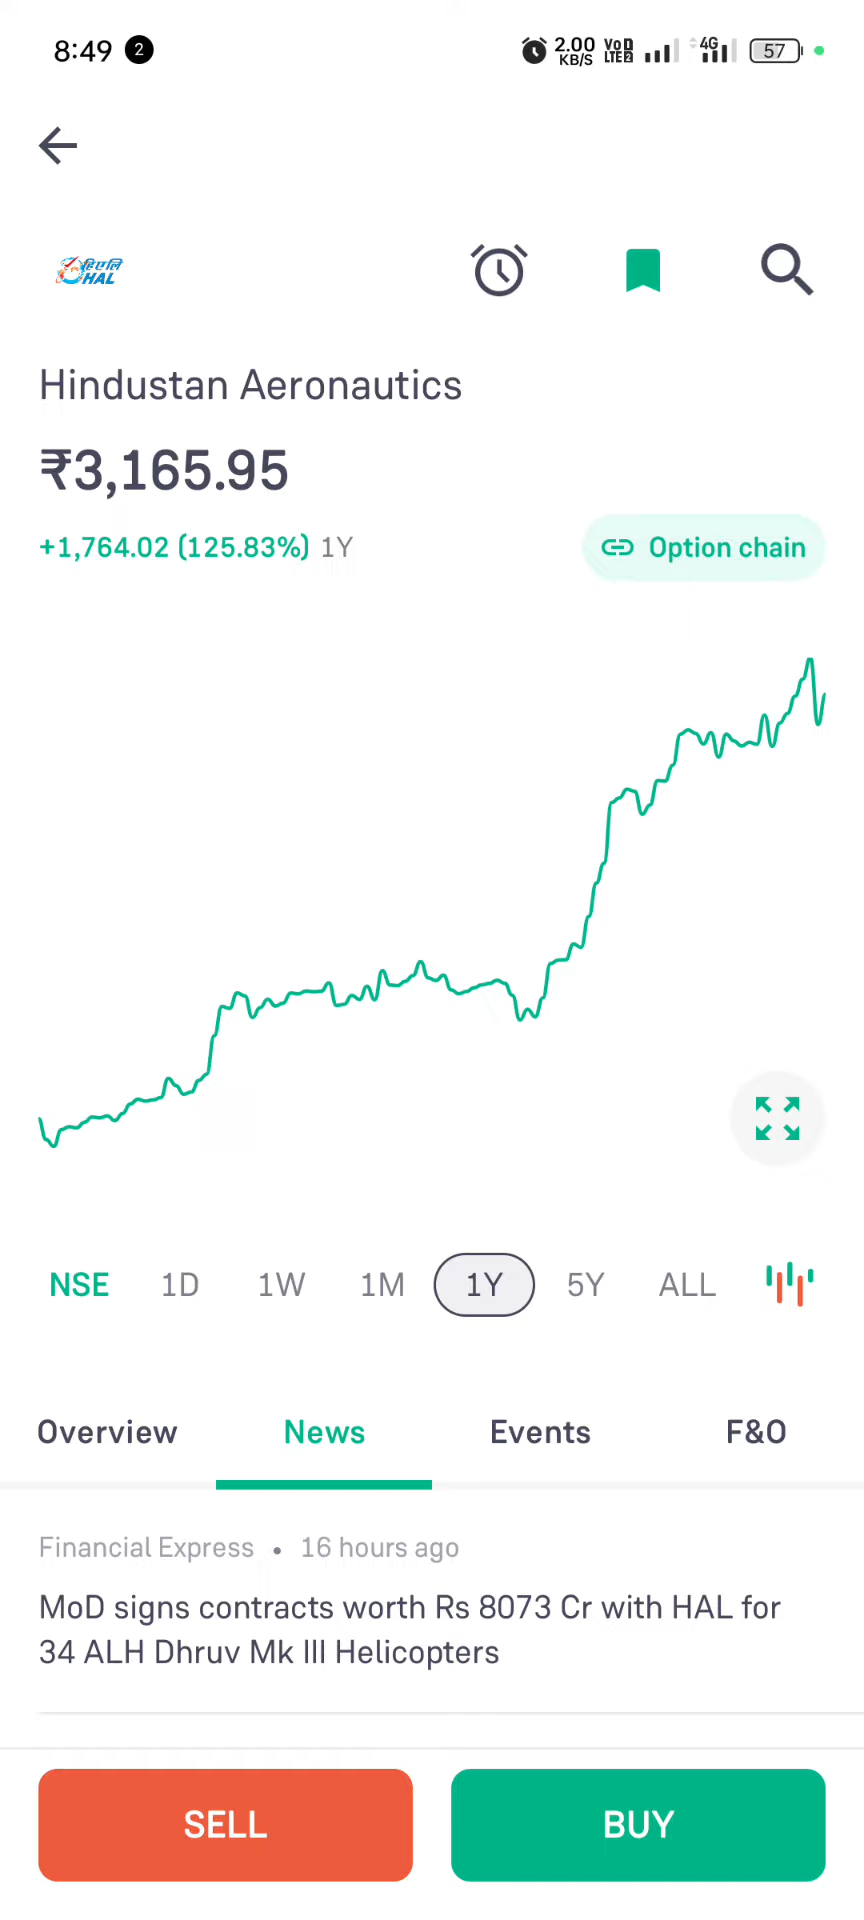 8:49 2 2.00 KB/S VoD LTE2 4G 57
हिएलि
HAL
Hindustan Aeronautics
₹3,165.95
+1,764.02 (125.83%) 1Y
Option chain
NSE 1D 1W 1M 1Y 5Y ALL
Overview News Events F&O
Financial Express • 16 hours ago
MoD signs contracts worth Rs 8073 Cr with HAL for
34 ALH Dhruv Mk III Helicopters
SELL BUY